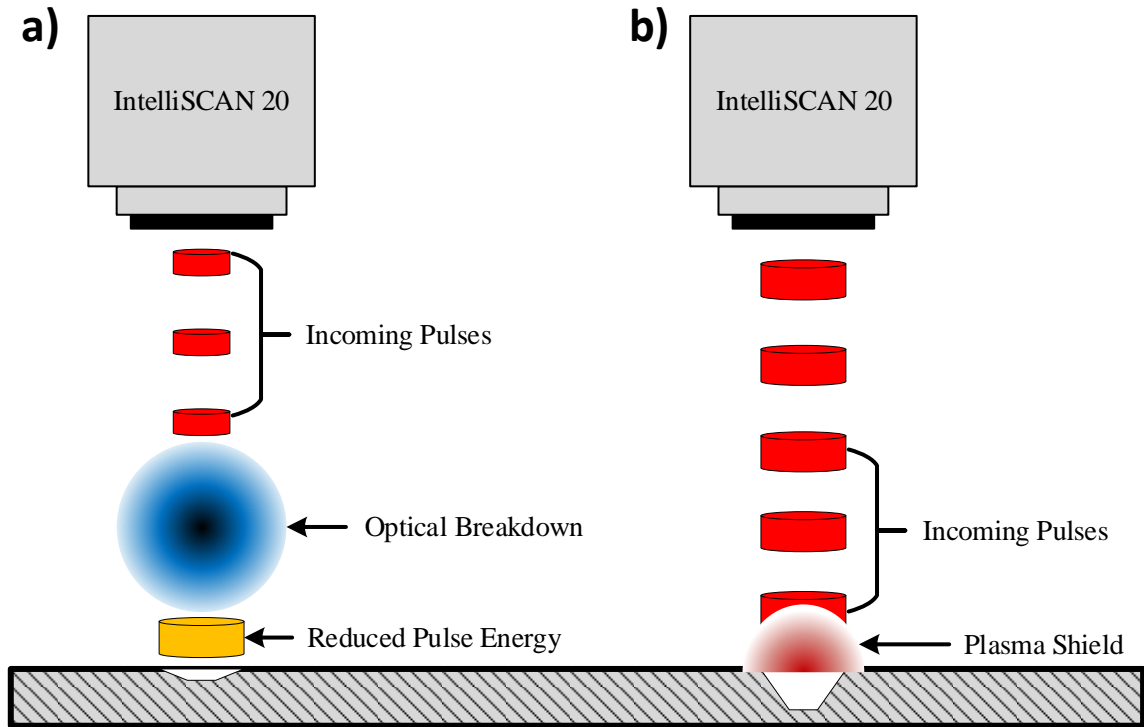 a)
IntelliSCAN 20
Incoming Pulses
Optical Breakdown
Reduced Pulse Energy
b)
IntelliSCAN 20
Incoming Pulses
Plasma Shield